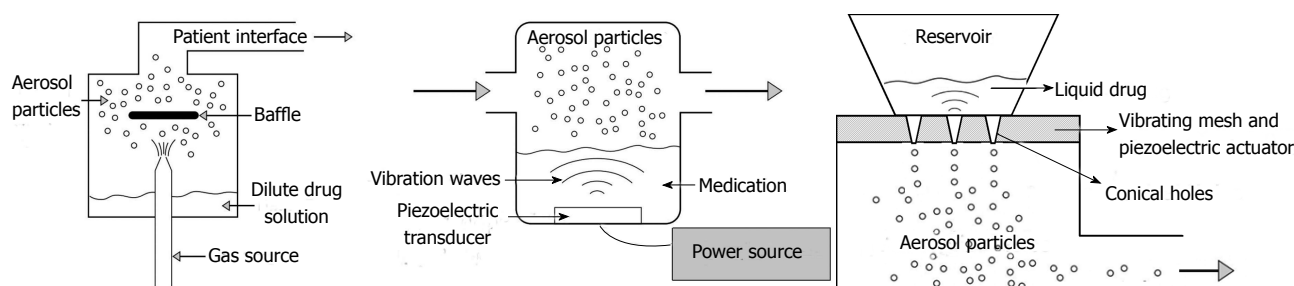 Patient interface
Aerosol
particles
Baffle
Dilute drug
solution
Gas source
Aerosol particles
Vibration waves
Medication
Piezoelectric
transducer
Power source
Reservoir
Liquid drug
Vibrating mesh and
piezoelectric actuator
Conical holes
Aerosol particles